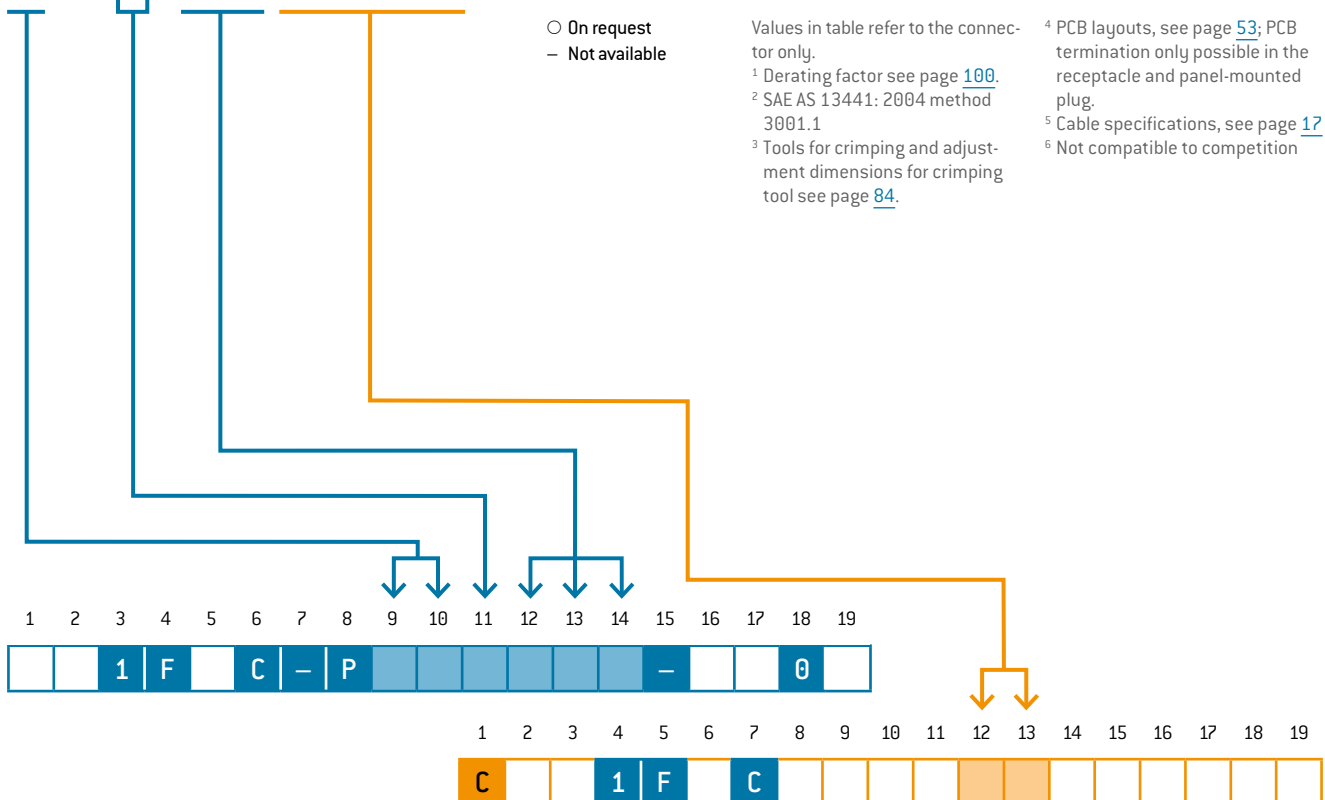 ○ On request
– Not available
Values in table refer to the connec-
tor only.
¹ Derating factor see page 100.
² SAE AS 13441: 2004 method
3001.1
³ Tools for crimping and adjust-
ment dimensions for crimping
tool see page 84.
⁴ PCB layouts, see page 53; PCB
termination only possible in the
receptacle and panel-mounted
plug.
⁵ Cable specifications, see page 17
⁶ Not compatible to competition
1 2 3 4 5 6 7 8 9 10 11 12 13 14 15 16 17 18 19
1 F C – P – 0
1 2 3 4 5 6 7 8 9 10 11 12 13 14 15 16 17 18 19
C 1 F C